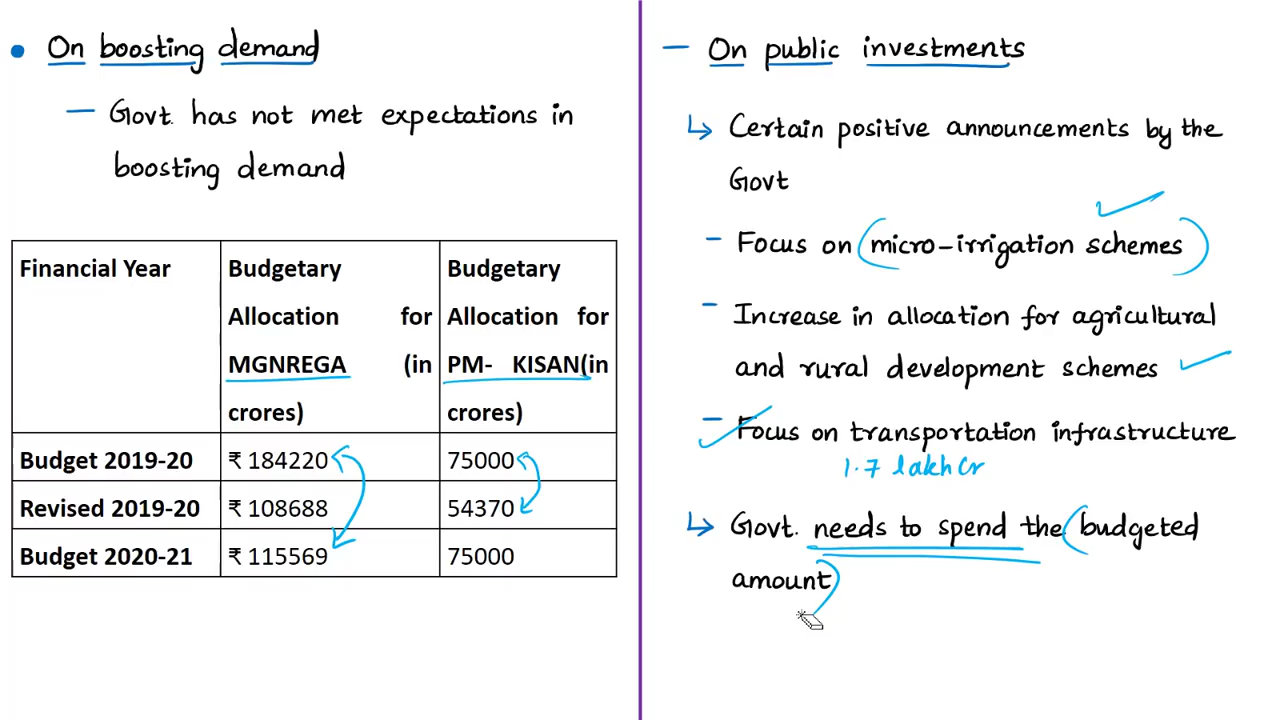 • On boosting demand
— Govt. has not met expectations in
boosting demand
Financial Year
Budgetary Allocation for MGNREGA (in crores)
Budgetary Allocation for PM- KISAN(in crores)
Budget 2019-20 ₹ 184220 75000
Revised 2019-20 ₹ 108688 54370
Budget 2020-21 ₹ 115569 75000
— On public investments
↳ Certain positive announcements by the
Govt
- Focus on (micro-irrigation schemes)
- Increase in allocation for agricultural
and rural development schemes
- Focus on transportation infrastructure
1.7 lakh Cr
↳ Govt. needs to spend the (budgeted
amount)